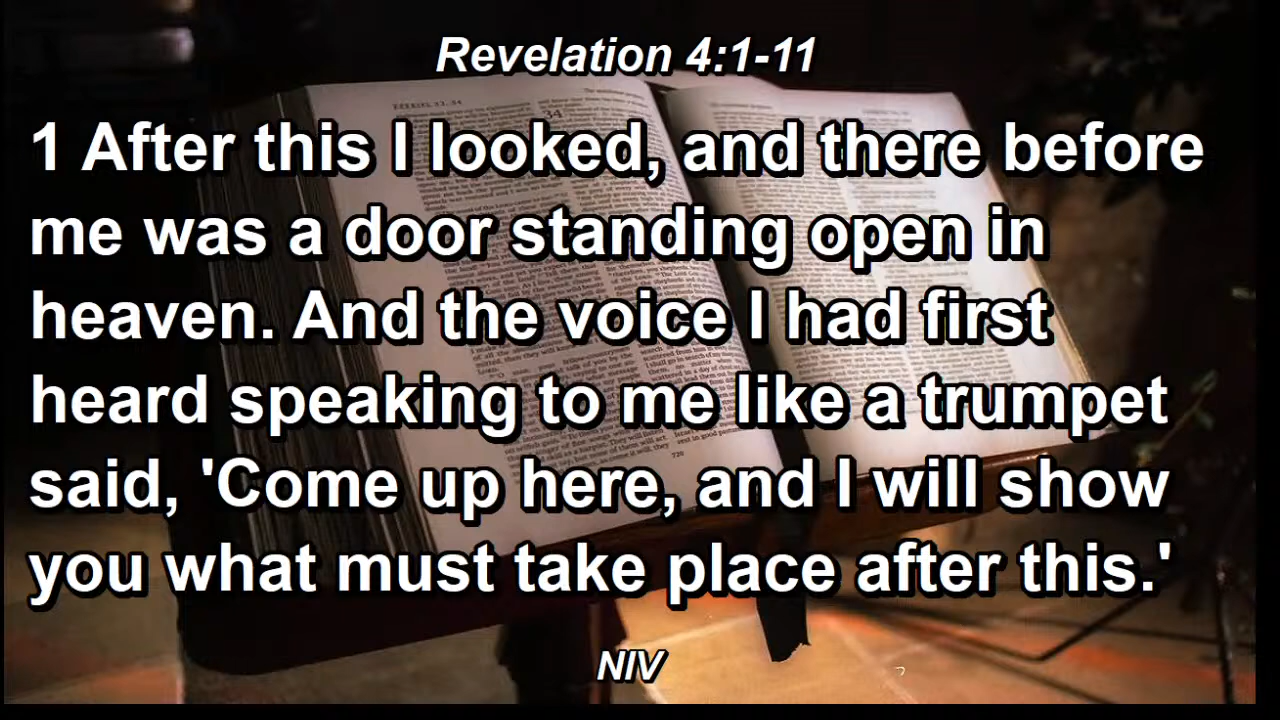 Revelation 4:1-11
1 After this I looked, and there before
me was a door standing open in
heaven. And the voice I had first
heard speaking to me like a trumpet
said, 'Come up here, and I will show
you what must take place after this.'
NIV